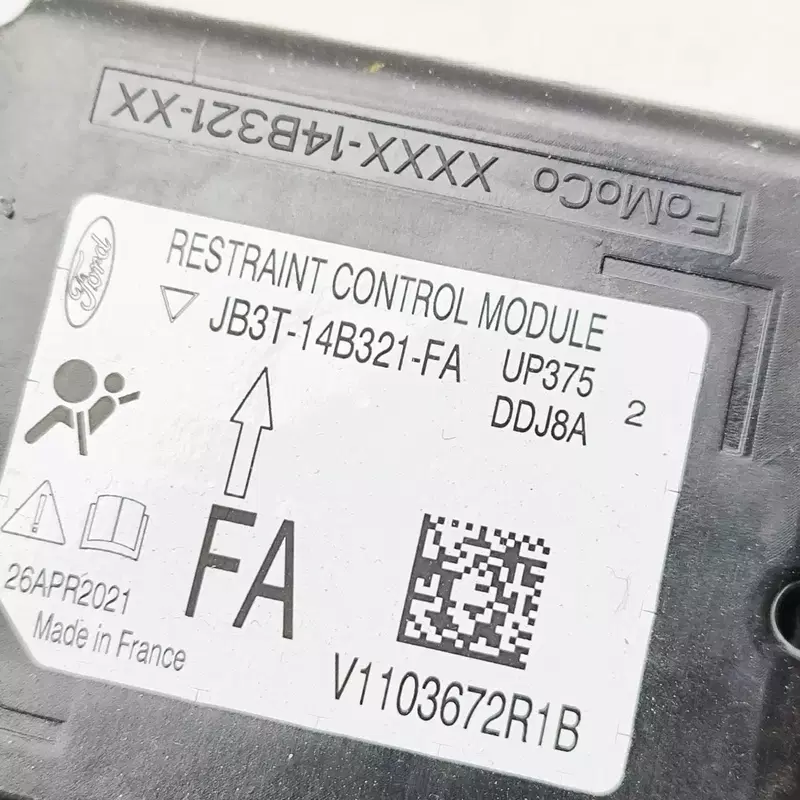 FoMoCo XXXX-14B321-XX
Ford
RESTRAINT CONTROL MODULE
JB3T-14B321-FA UP375 2
DDJ8A
FA
26APR2021
Made in France
V1103672R1B